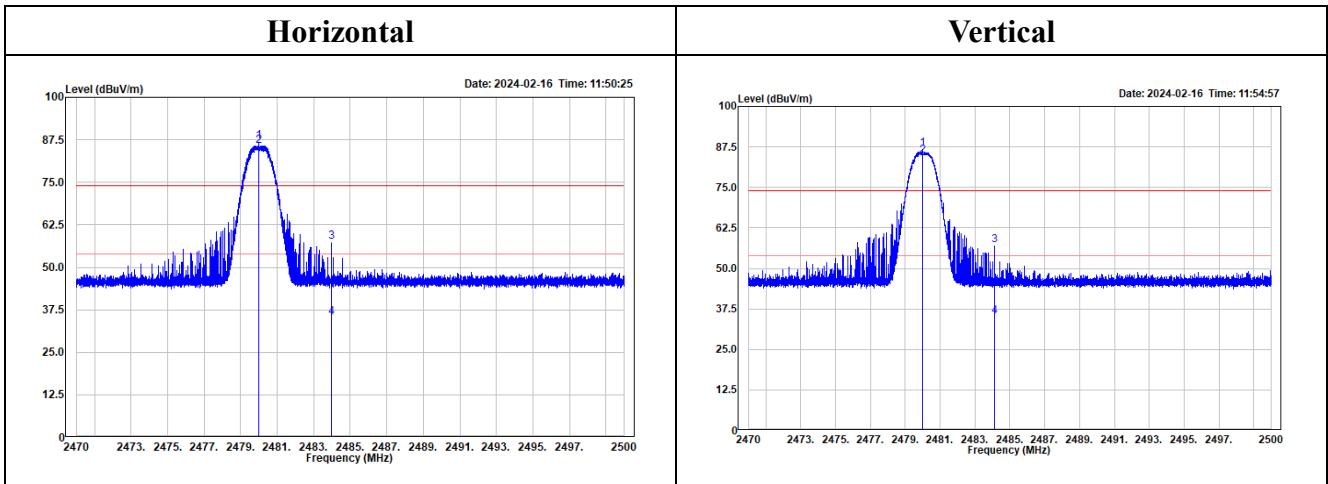 Horizontal
Vertical
Level (dBuV/m)
Date: 2024-02-16 Time: 11:50:25
100
87.5
75.0
62.5
50.0
37.5
25.0
12.5
0
1
2
3
4
2470 2473. 2475. 2477. 2479. 2481. 2483. 2485. 2487. 2489. 2491. 2493. 2495. 2497. 2500
Frequency (MHz)
Level (dBuV/m)
Date: 2024-02-16 Time: 11:54:57
100
87.5
75.0
62.5
50.0
37.5
25.0
12.5
0
1
2
3
4
2470 2473. 2475. 2477. 2479. 2481. 2483. 2485. 2487. 2489. 2491. 2493. 2495. 2497. 2500
Frequency (MHz)